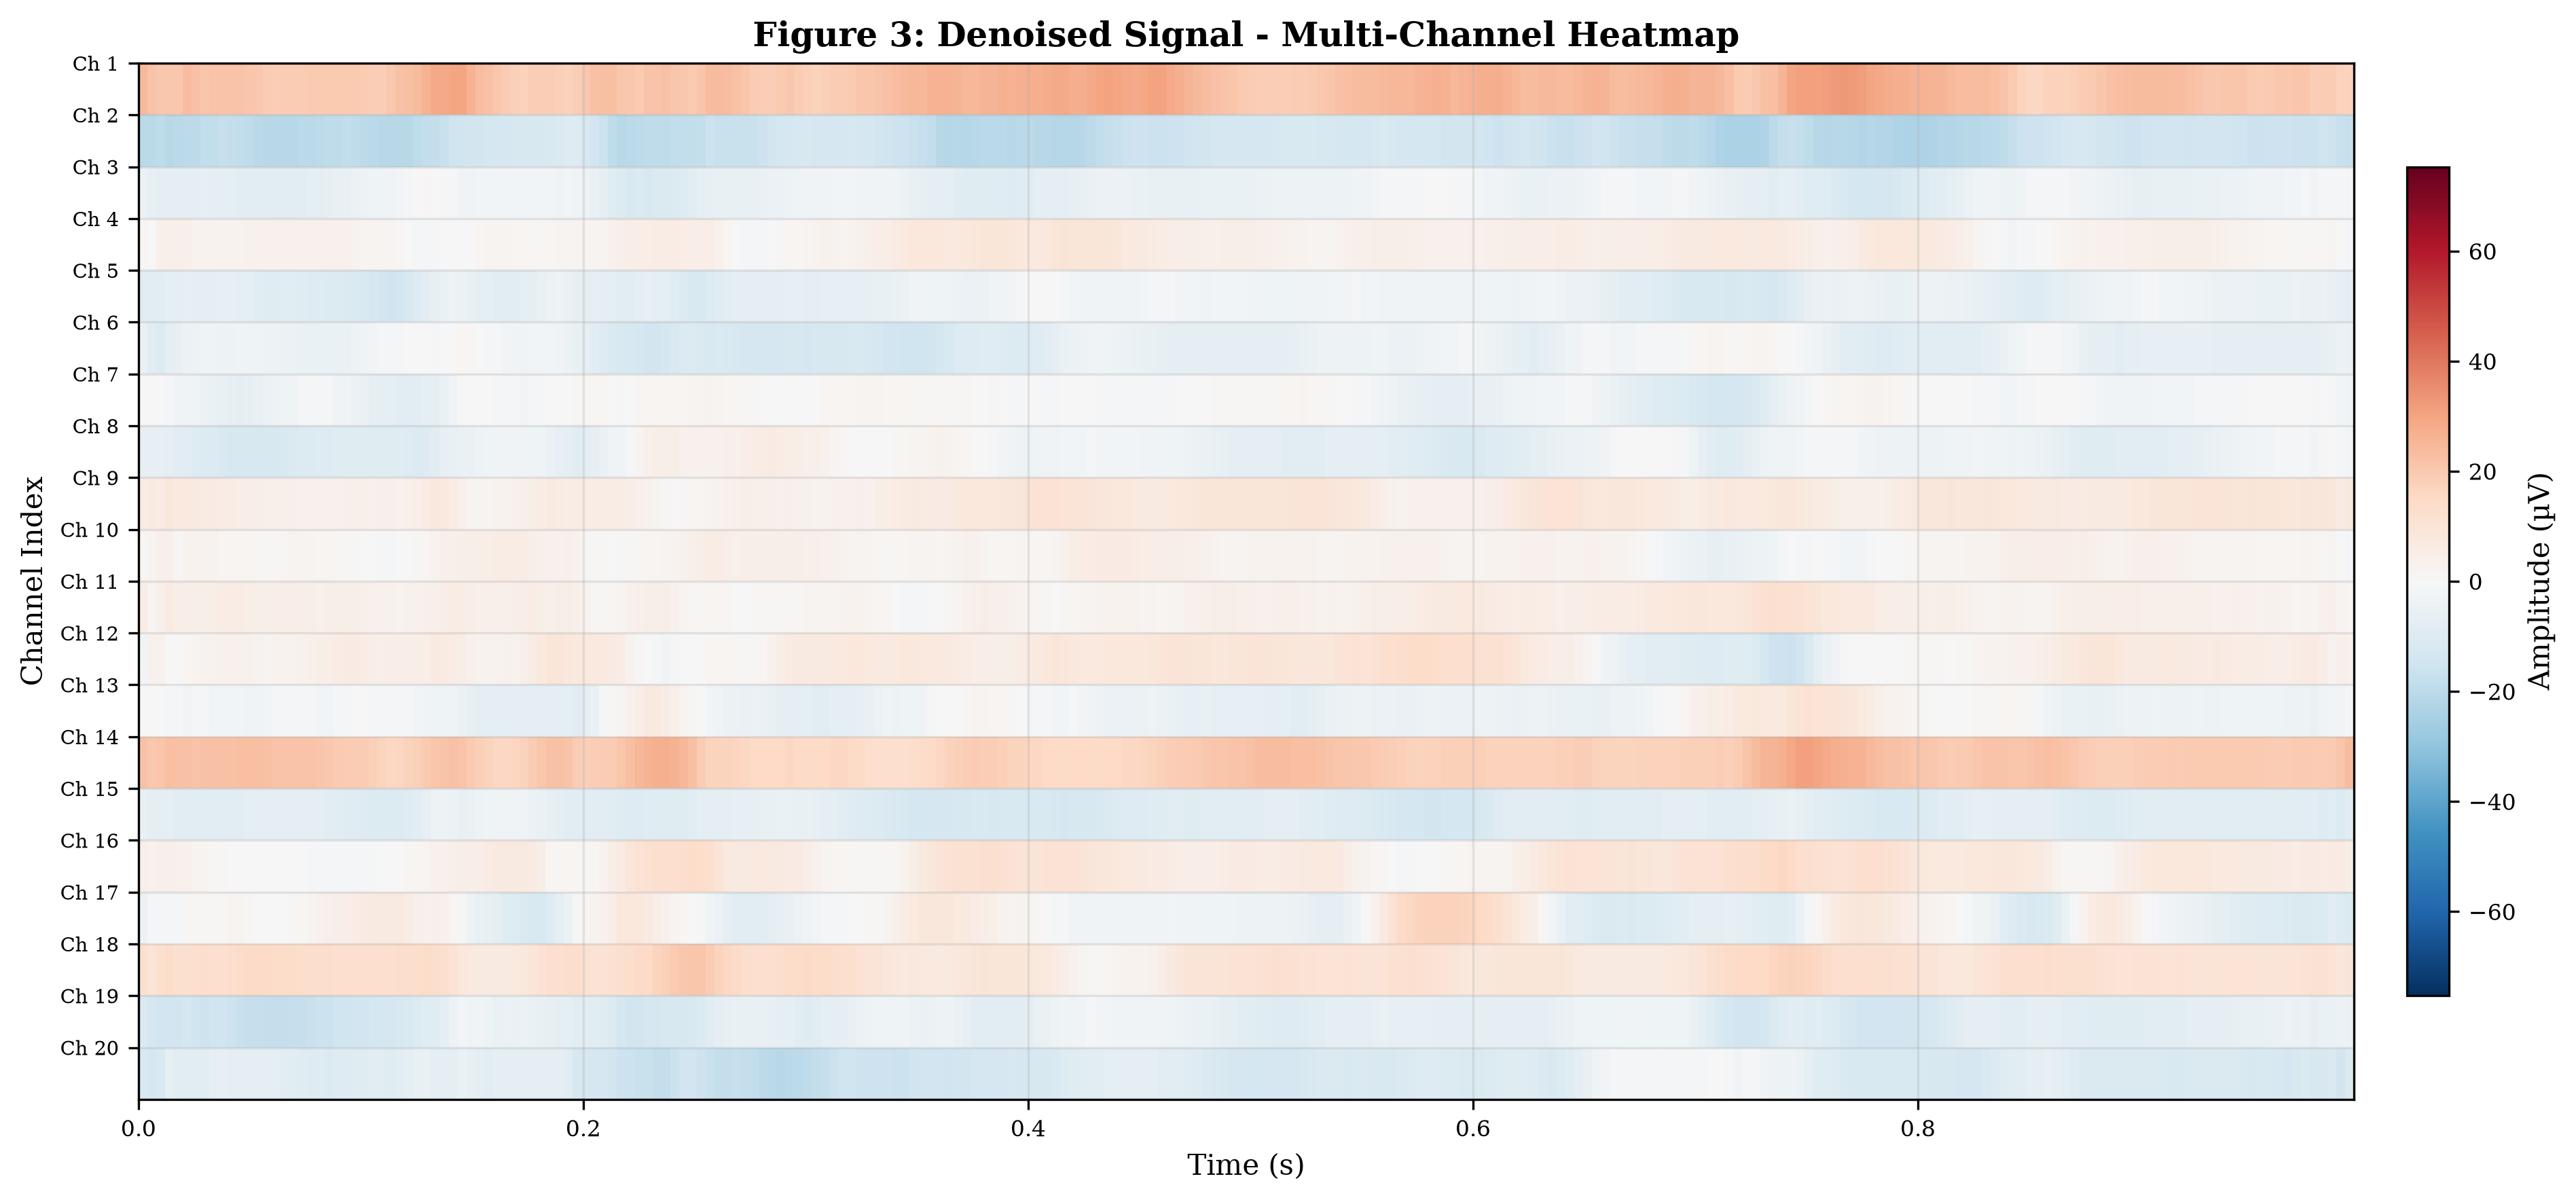 Figure 3: Denoised Signal - Multi-Channel Heatmap
Ch 1
Ch 2
Ch 3
Ch 4
Ch 5
Ch 6
Ch 7
Ch 8
Ch 9
Ch 10
Ch 11
Ch 12
Ch 13
Ch 14
Ch 15
Ch 16
Ch 17
Ch 18
Ch 19
Ch 20
Channel Index
0.0 0.2 0.4 0.6 0.8
Time (s)
60
40
20
0
−20
−40
−60
Amplitude (µV)